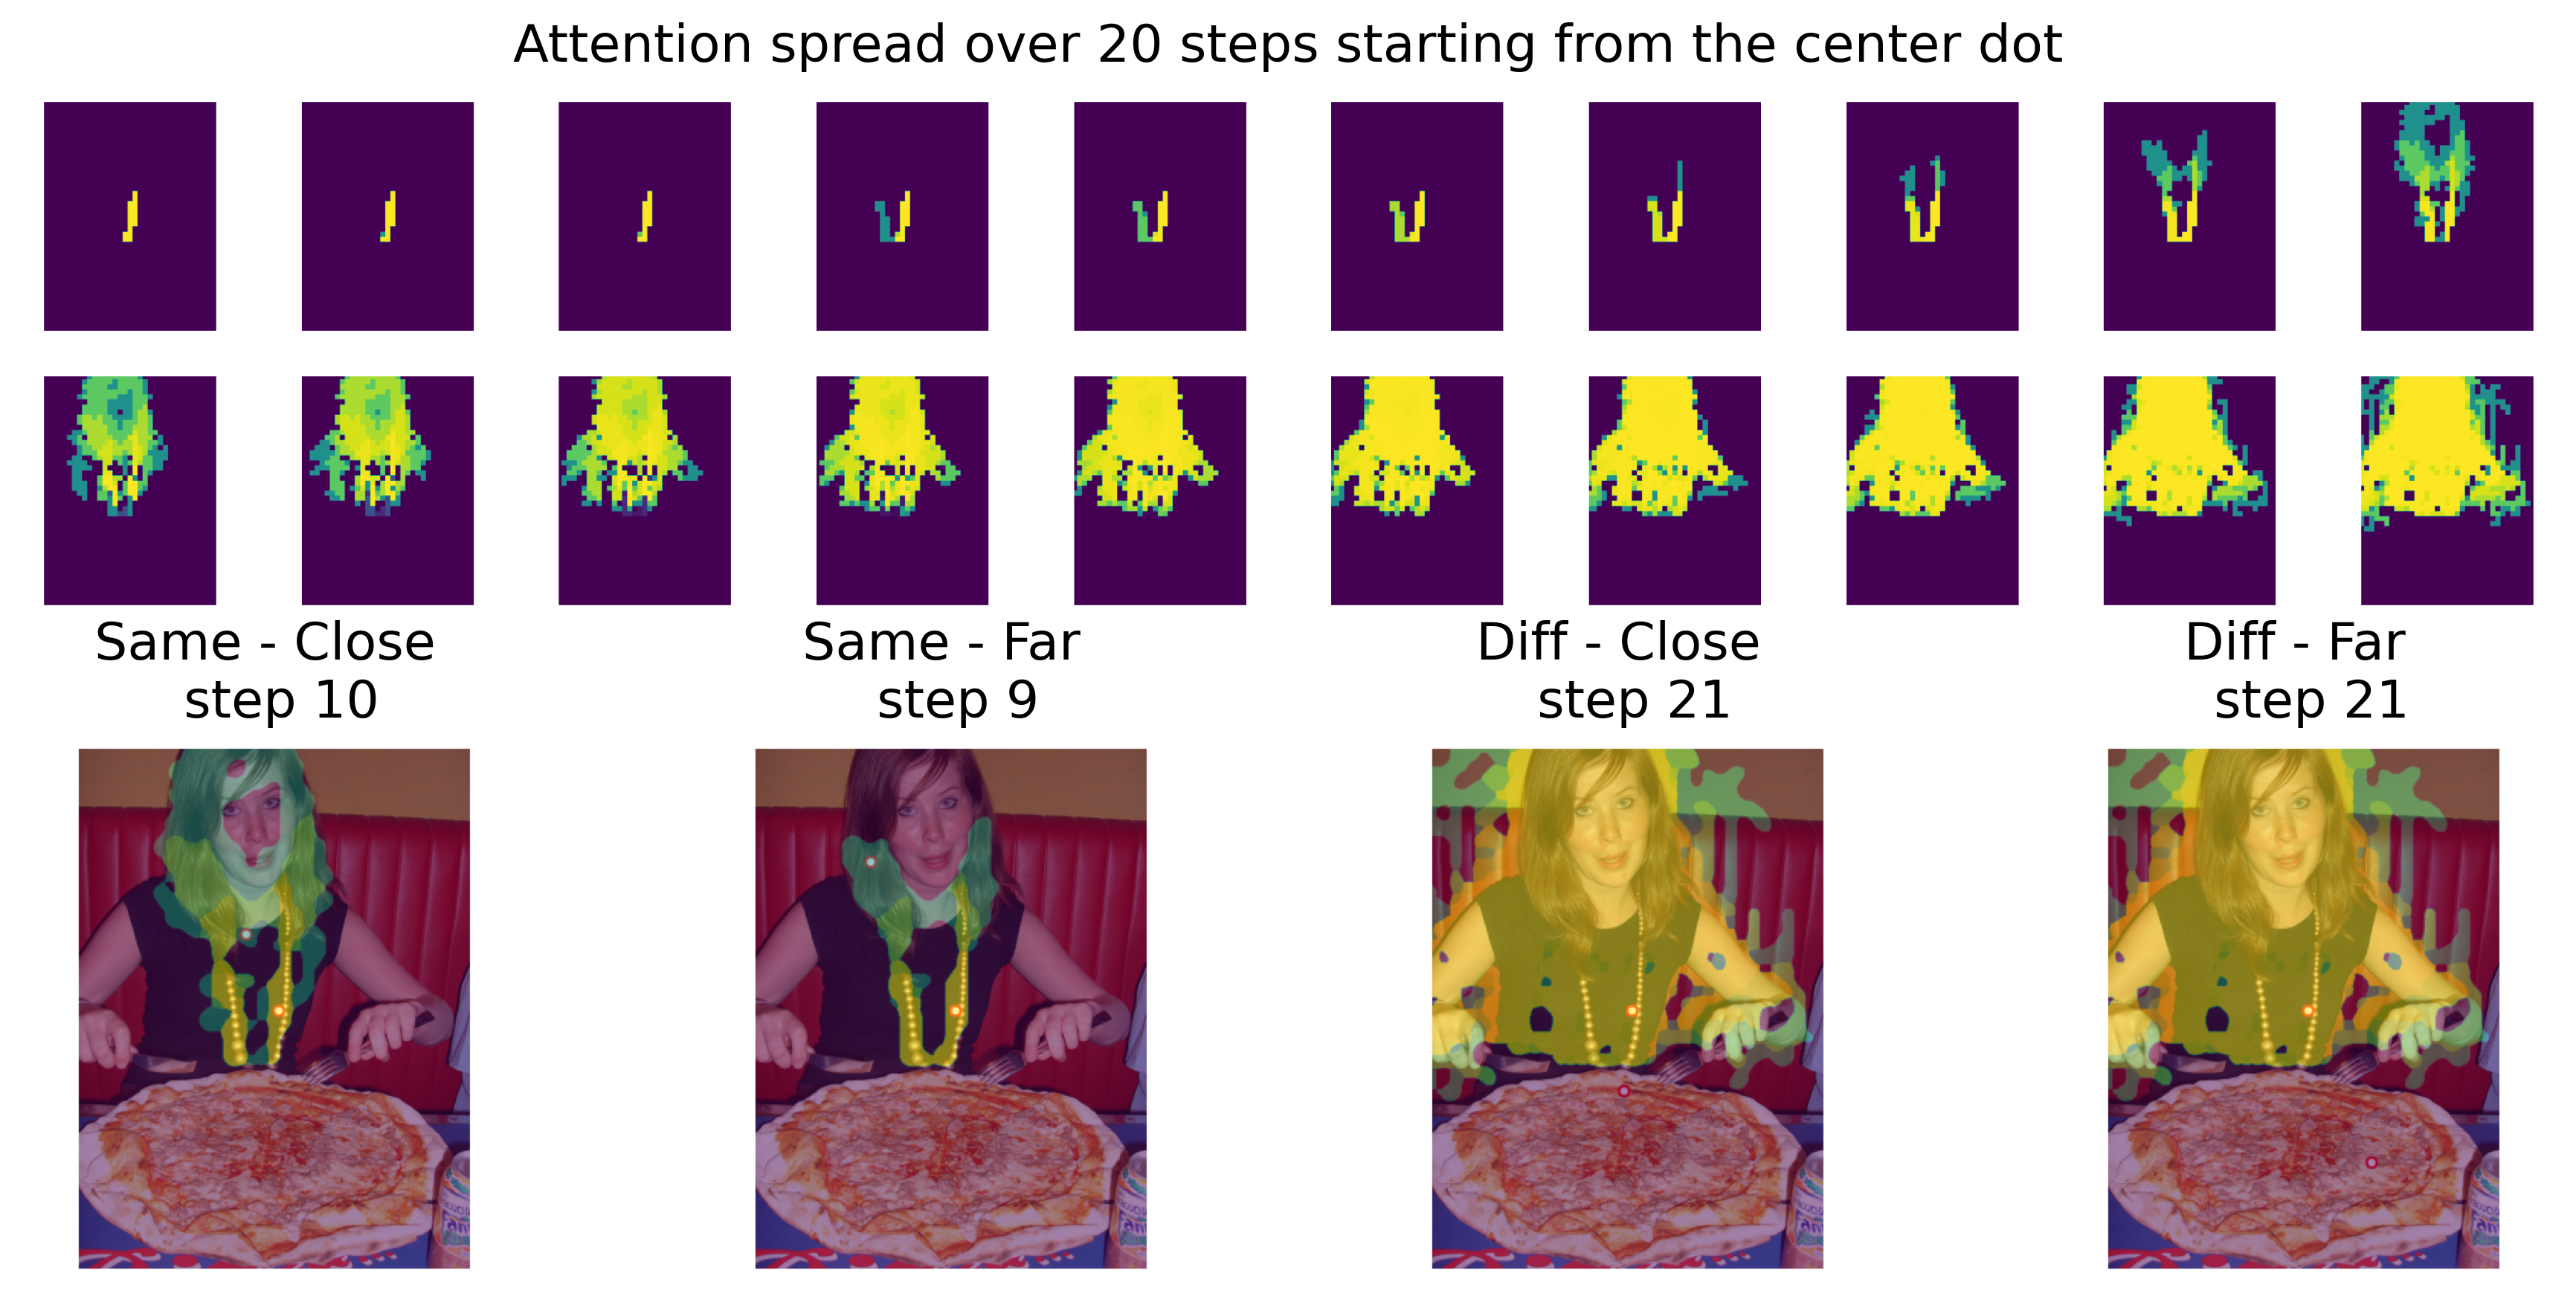 Attention spread over 20 steps starting from the center dot
Same - Close
step 10
Same - Far
step 9
Diff - Close
step 21
Diff - Far
step 21